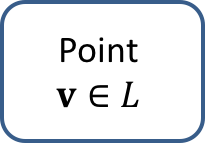 Point
𝐯 ∈ 𝐿